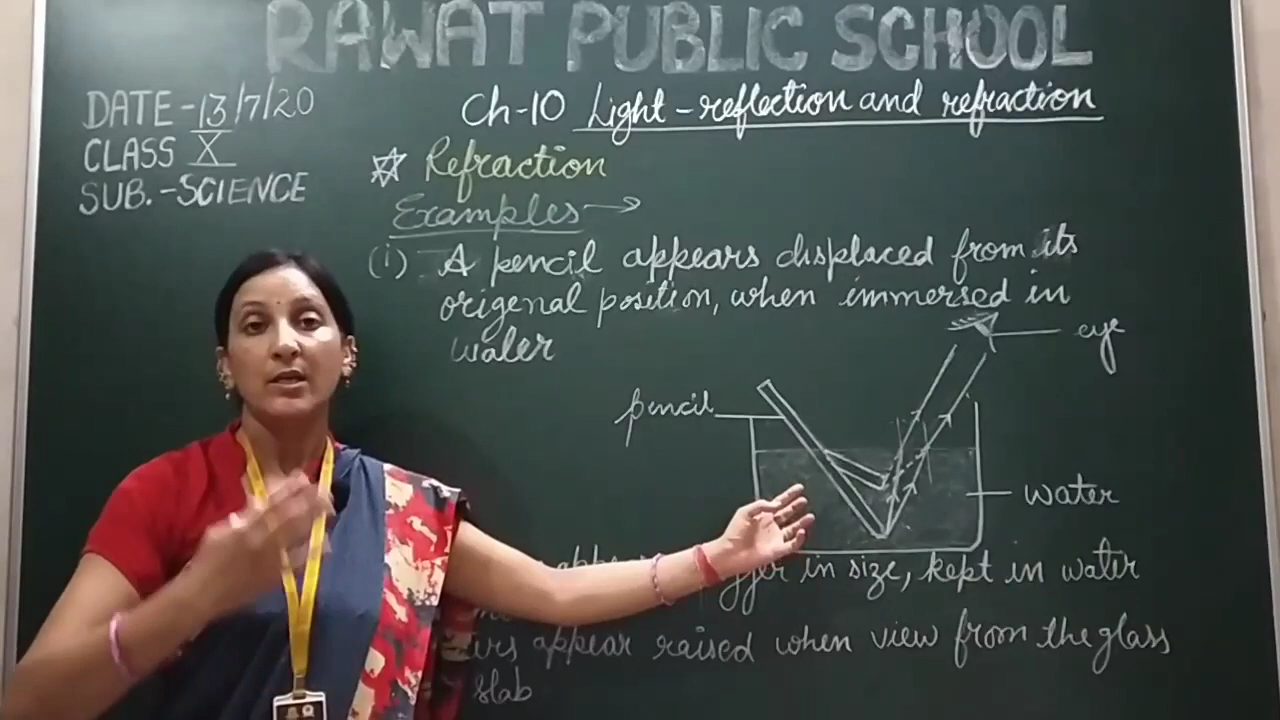 RAWAT PUBLIC SCHOOL
DATE - 13/7/20
CLASS X
SUB. - SCIENCE
Ch-10 Light - reflection and refraction
Refraction
Examples →
(i) A pencil appears displaced from its
origenal position, when immersed in
water
eye
pencil
water
in size, kept in water
appear raised when view from the glass
slab